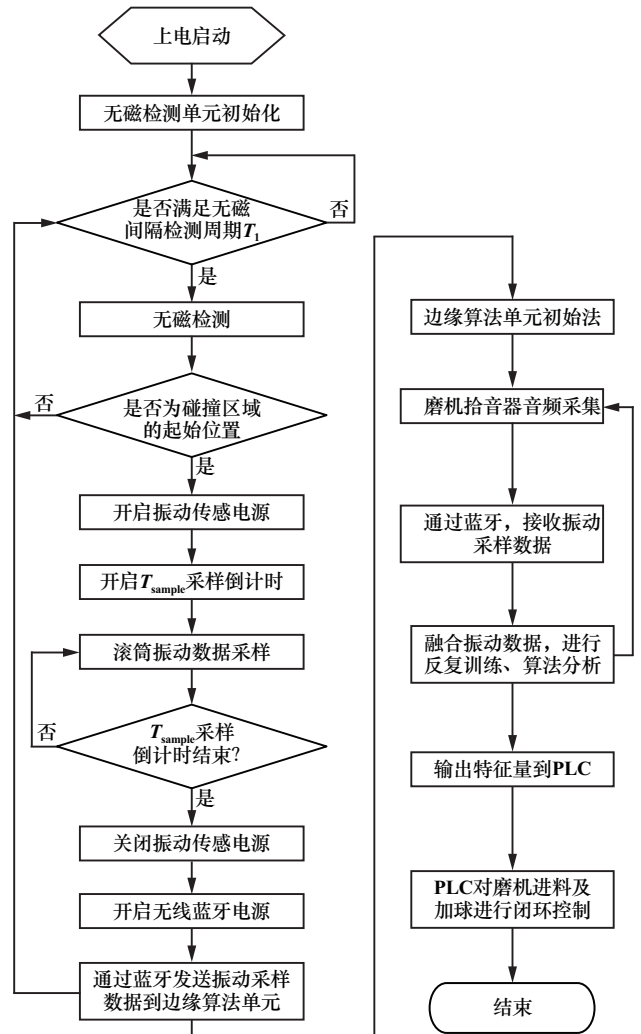 上电启动
无磁检测单元初始化
是否满足无磁
间隔检测周期T1
否
是
无磁检测
否
是否为碰撞区域
的起始位置
是
开启振动传感电源
开启Tsample采样倒计时
滚筒振动数据采样
否
Tsample采样
倒计时结束?
是
关闭振动传感电源
开启无线蓝牙电源
通过蓝牙发送振动采样
数据到边缘算法单元
边缘算法单元初始法
磨机拾音器音频采集
通过蓝牙，接收振动
采样数据
融合振动数据，进行
反复训练、算法分析
输出特征量到PLC
PLC对磨机进料及
加球进行闭环控制
结束